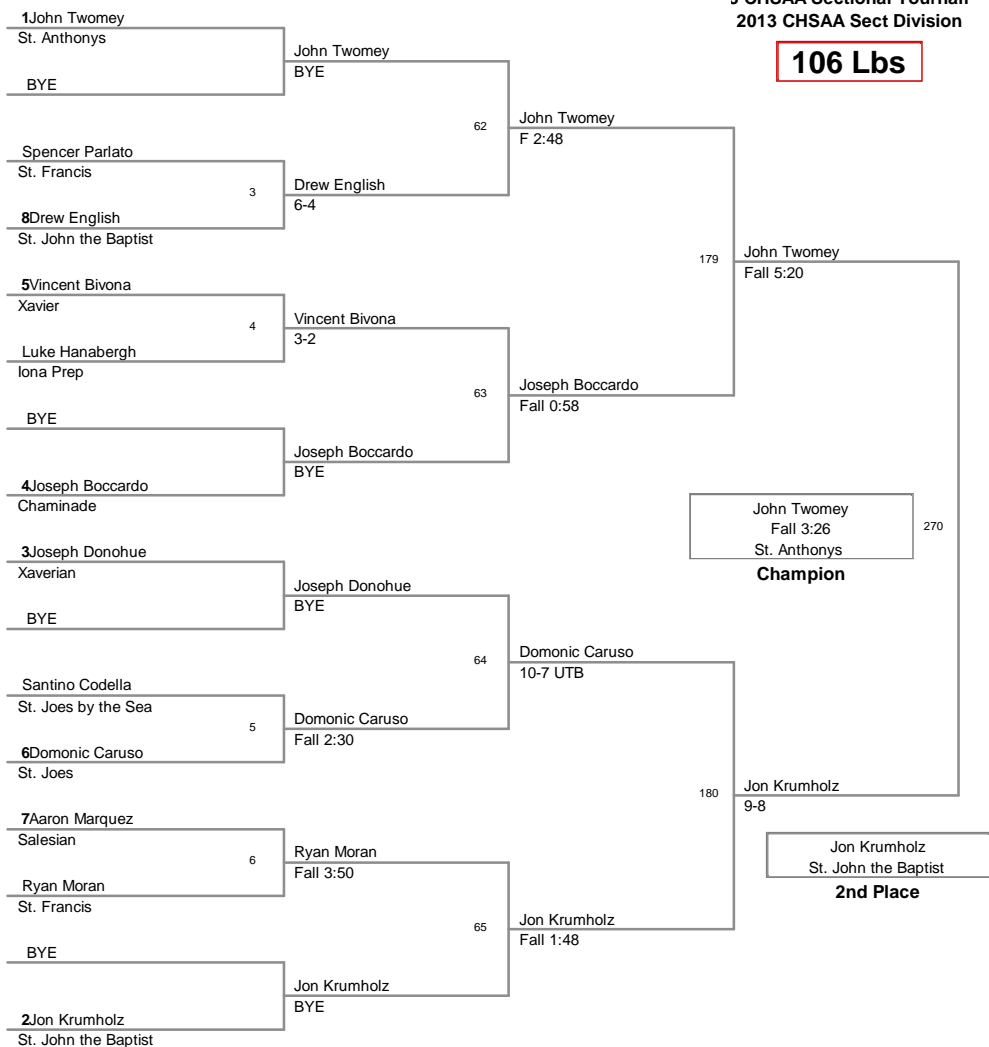 CHSAA Sectional
2013 CHSAA Sect Division
106 Lbs
1John Twomey
St. Anthonys
BYE
Spencer Parlato
St. Francis
3
8Drew English
St. John the Baptist
5Vincent Bivona
Xavier
4
Luke Hanabergh
Iona Prep
BYE
4Joseph Boccardo
Chaminade
3Joseph Donohue
Xaverian
BYE
Santino Codella
St. Joes by the Sea
5
6Domonic Caruso
St. Joes
7Aaron Marquez
Salesian
6
Ryan Moran
St. Francis
BYE
2Jon Krumholz
St. John the Baptist
John Twomey
BYE
62
Drew English
6-4
Vincent Bivona
3-2
63
Joseph Boccardo
BYE
Joseph Donohue
BYE
64
Domonic Caruso
Fall 2:30
Ryan Moran
Fall 3:50
65
Jon Krumholz
BYE
John Twomey
F 2:48
179
Joseph Boccardo
Fall 0:58
Domonic Caruso
10-7 UTB
180
Jon Krumholz
Fall 1:48
John Twomey
Fall 5:20
270
Jon Krumholz
9-8
John Twomey
Fall 3:26
St. Anthonys
Champion
Jon Krumholz
St. John the Baptist
2nd Place